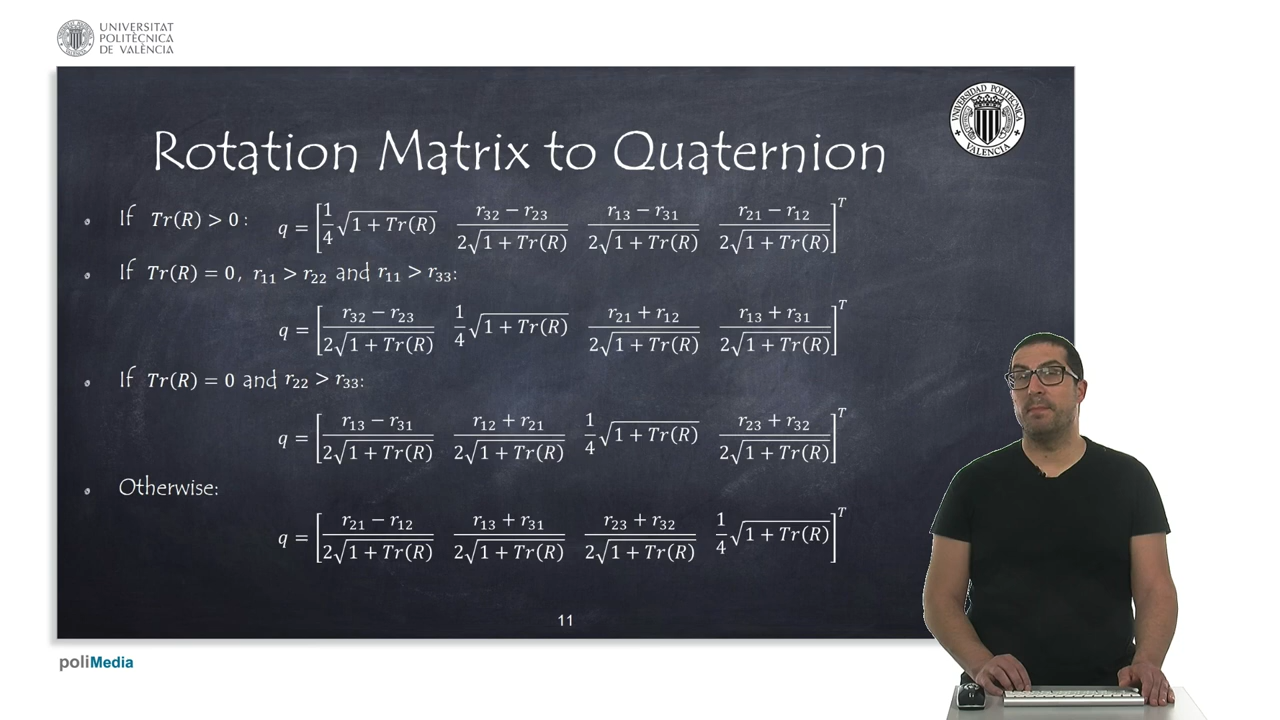 UNIVERSITAT
POLITÈCNICA
DE VALÈNCIA
UNIVERSIDAD POLITECNICA
VALENCIA
Rotation Matrix to Quaternion
• If Tr(R) > 0 : q = [ 1/4 √(1 + Tr(R))   (r₃₂ − r₂₃)/(2√(1 + Tr(R)))   (r₁₃ − r₃₁)/(2√(1 + Tr(R)))   (r₂₁ − r₁₂)/(2√(1 + Tr(R))) ]ᵀ
• If Tr(R) = 0, r₁₁ > r₂₂ and r₁₁ > r₃₃:
q = [ (r₃₂ − r₂₃)/(2√(1 + Tr(R)))   1/4 √(1 + Tr(R))   (r₂₁ + r₁₂)/(2√(1 + Tr(R)))   (r₁₃ + r₃₁)/(2√(1 + Tr(R))) ]ᵀ
• If Tr(R) = 0 and r₂₂ > r₃₃:
q = [ (r₁₃ − r₃₁)/(2√(1 + Tr(R)))   (r₁₂ + r₂₁)/(2√(1 + Tr(R)))   1/4 √(1 + Tr(R))   (r₂₃ + r₃₂)/(2√(1 + Tr(R))) ]ᵀ
• Otherwise:
q = [ (r₂₁ − r₁₂)/(2√(1 + Tr(R)))   (r₁₃ + r₃₁)/(2√(1 + Tr(R)))   (r₂₃ + r₃₂)/(2√(1 + Tr(R)))   1/4 √(1 + Tr(R)) ]ᵀ
11
poliMedia